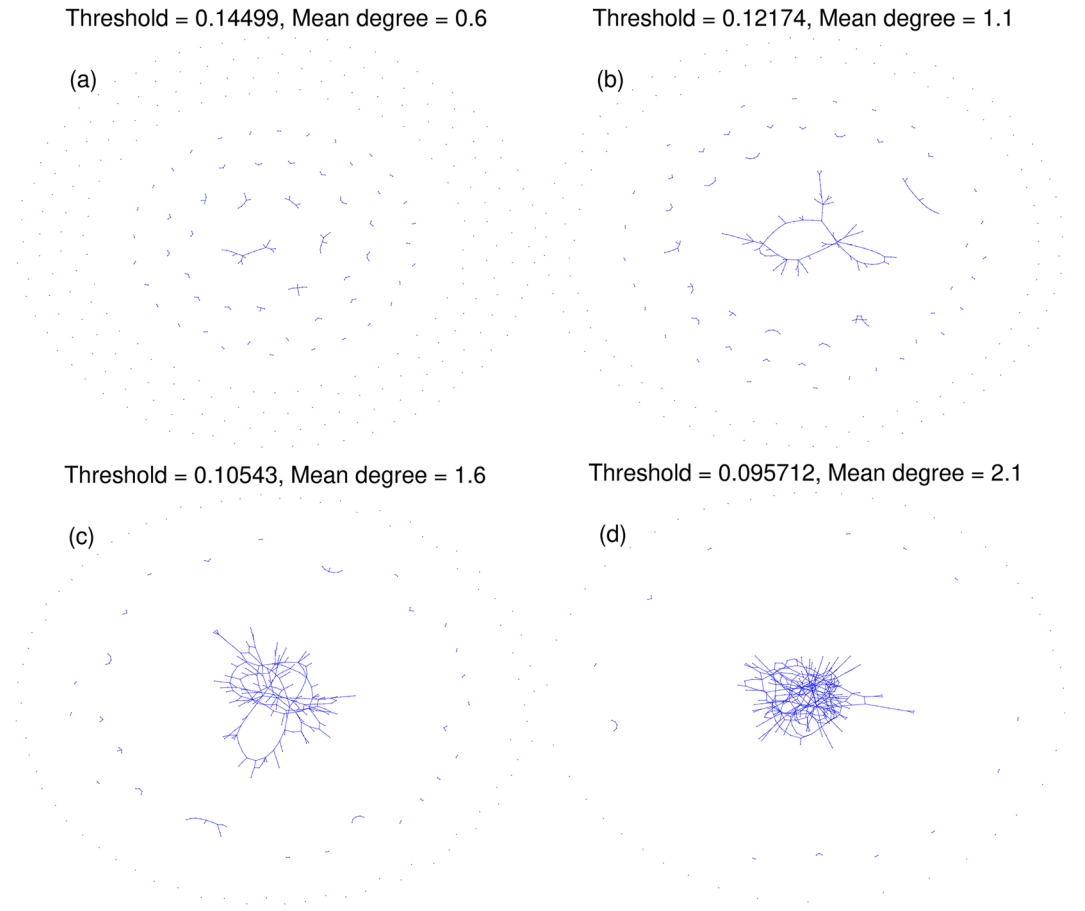 Threshold = 0.14499, Mean degree = 0.6
(a)
Threshold = 0.12174, Mean degree = 1.1
(b)
Threshold = 0.10543, Mean degree = 1.6
(c)
Threshold = 0.095712, Mean degree = 2.1
(d)